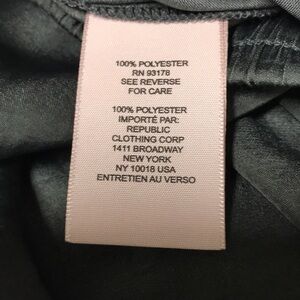 100% POLYESTER
RN 93178
SEE REVERSE
FOR CARE
100% POLYESTER
IMPORTÉ PAR:
REPUBLIC
CLOTHING CORP
1411 BROADWAY
NEW YORK
NY 10018 USA
ENTRETIEN AU VERSO